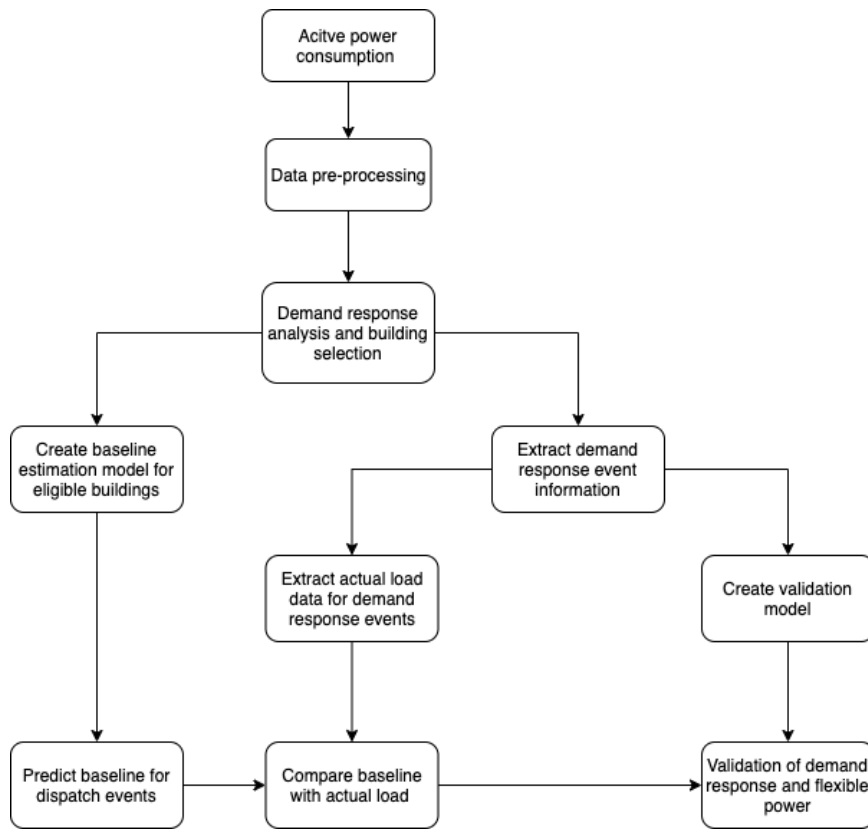 Acitve power
consumption
Data pre-processing
Demand response
analysis and building
selection
Create baseline
estimation model for
eligible buildings
Extract demand
response event
information
Extract actual load
data for demand
response events
Create validation
model
Predict baseline for
dispatch events
Compare baseline
with actual load
Validation of demand
response and flexible
power